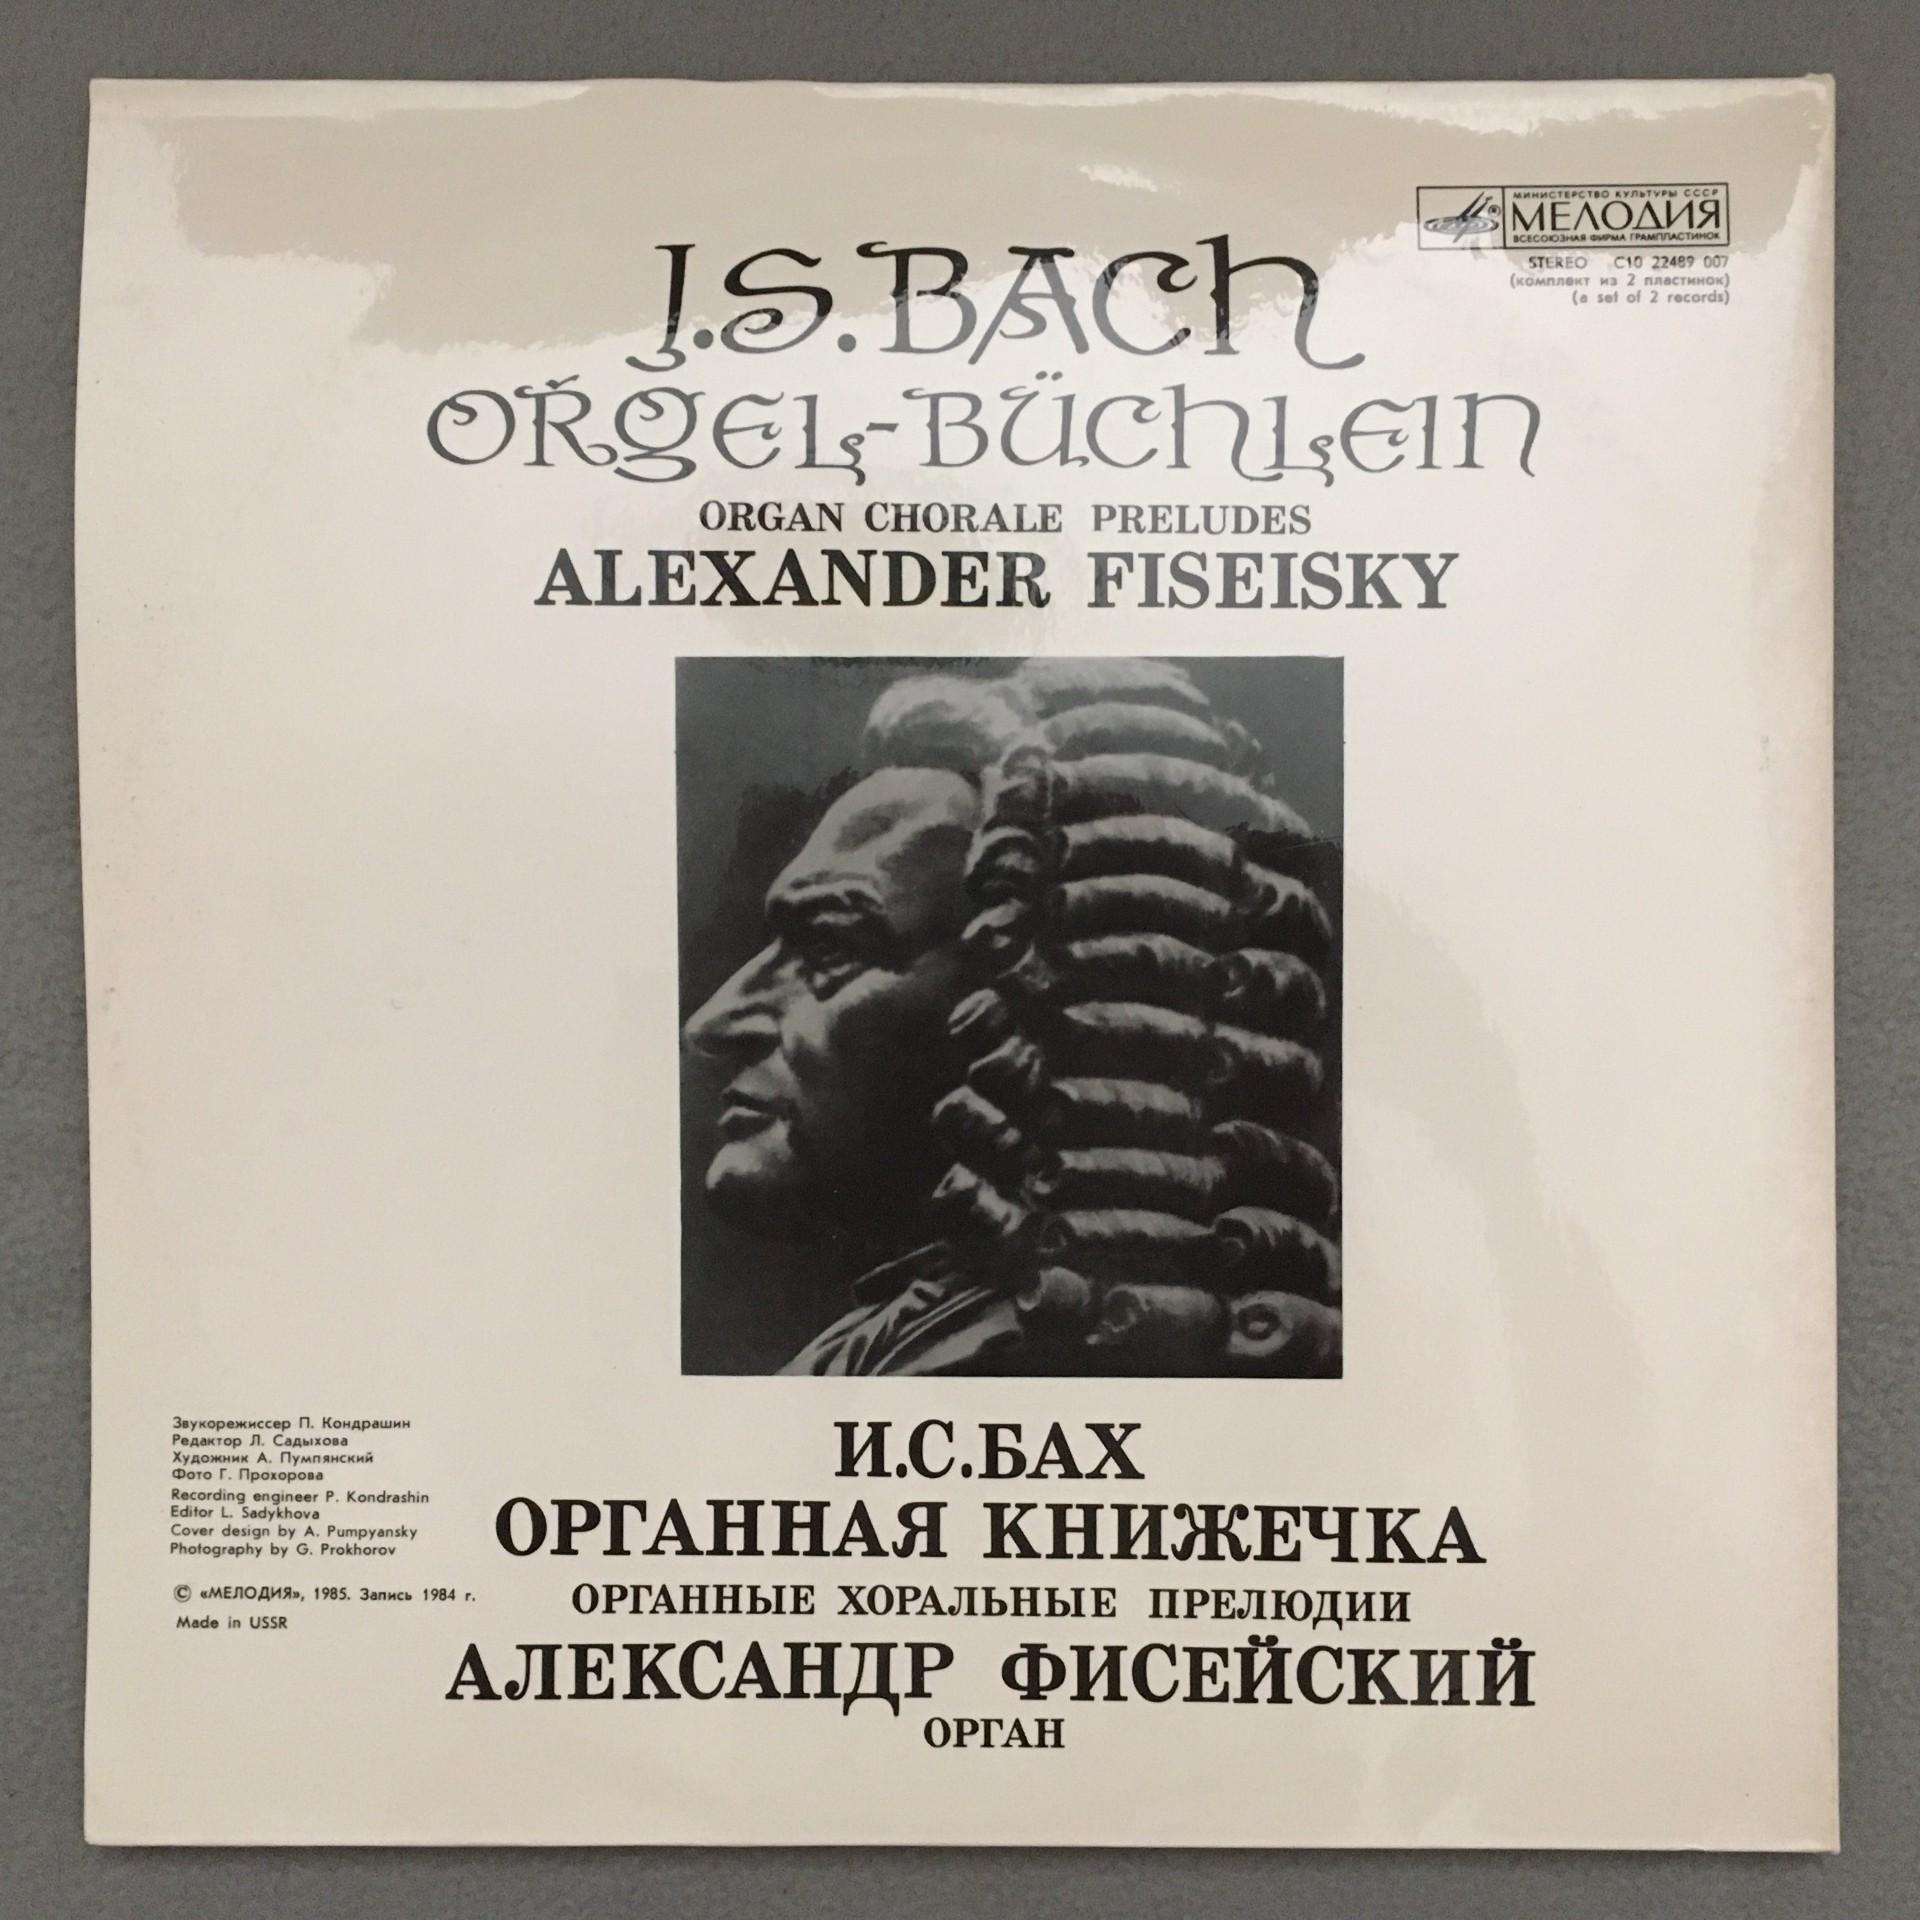 МИНИСТЕРСТВО КУЛЬТУРЫ СССР
МЕЛОДИЯ
ВСЕСОЮЗНАЯ ФИРМА ГРАМПЛАСТИНОК
STEREO С10 22489 007
(комплект из 2 пластинок)
(a set of 2 records)
J.S.BACH
ORGEL-BÜCHLEIN
ORGAN CHORALE PRELUDES
ALEXANDER FISEISKY
Звукорежиссер П. Кондрашин
Редактор Л. Садыхова
Художник А. Пумпянский
Фото Г. Прохорова
Recording engineer P. Kondrashin
Editor L. Sadykhova
Cover design by A. Pumpyansky
Photography by G. Prokhorov
© «МЕЛОДИЯ», 1985. Запись 1984 г.
Made in USSR
И.С.БАХ
ОРГАННАЯ КНИЖЕЧКА
ОРГАННЫЕ ХОРАЛЬНЫЕ ПРЕЛЮДИИ
АЛЕКСАНДР ФИСЕЙСКИЙ
ОРГАН